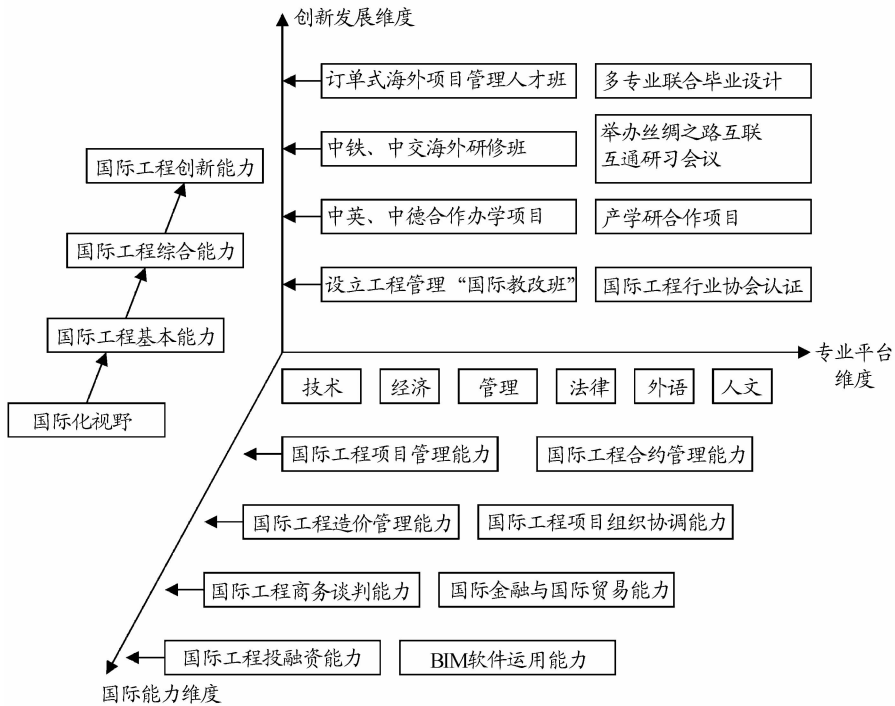 创新发展维度
订单式海外项目管理人才班
多专业联合毕业设计
中铁、中交海外研修班
举办丝绸之路互联
互通研习会议
国际工程创新能力
中英、中德合作办学项目
产学研合作项目
国际工程综合能力
设立工程管理“国际教改班”
国际工程行业协会认证
国际工程基本能力
专业平台
维度
技术
经济
管理
法律
外语
人文
国际化视野
国际工程项目管理能力
国际工程合约管理能力
国际工程造价管理能力
国际工程项目组织协调能力
国际工程商务谈判能力
国际金融与国际贸易能力
国际工程投融资能力
BIM软件运用能力
国际能力维度